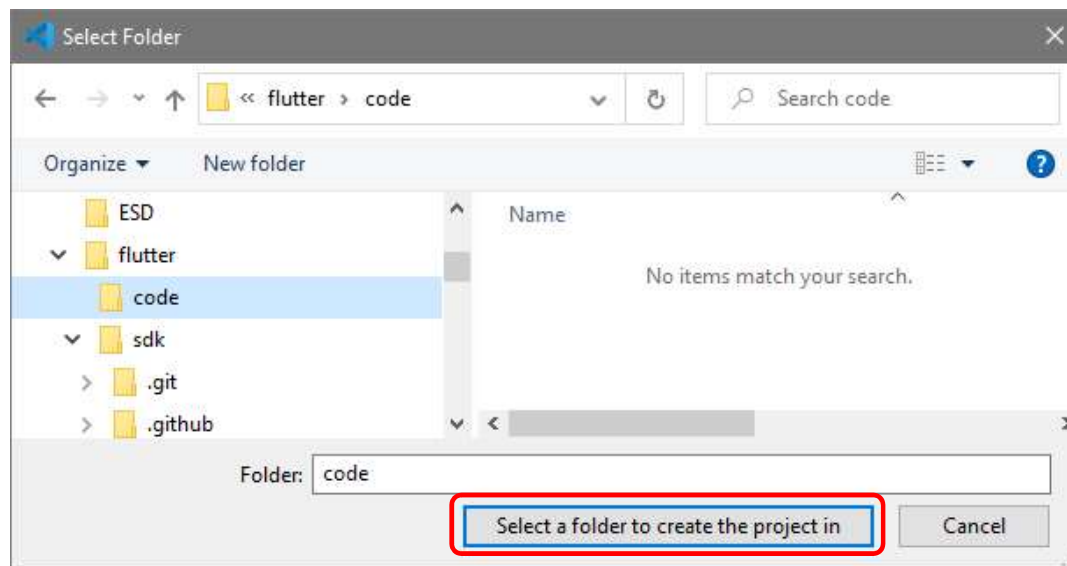 Select Folder
« flutter › code
Search code
Organize
New folder
?
ESD
Name
flutter
No items match your search.
code
sdk
.git
.github
Folder: code
Select a folder to create the project in
Cancel